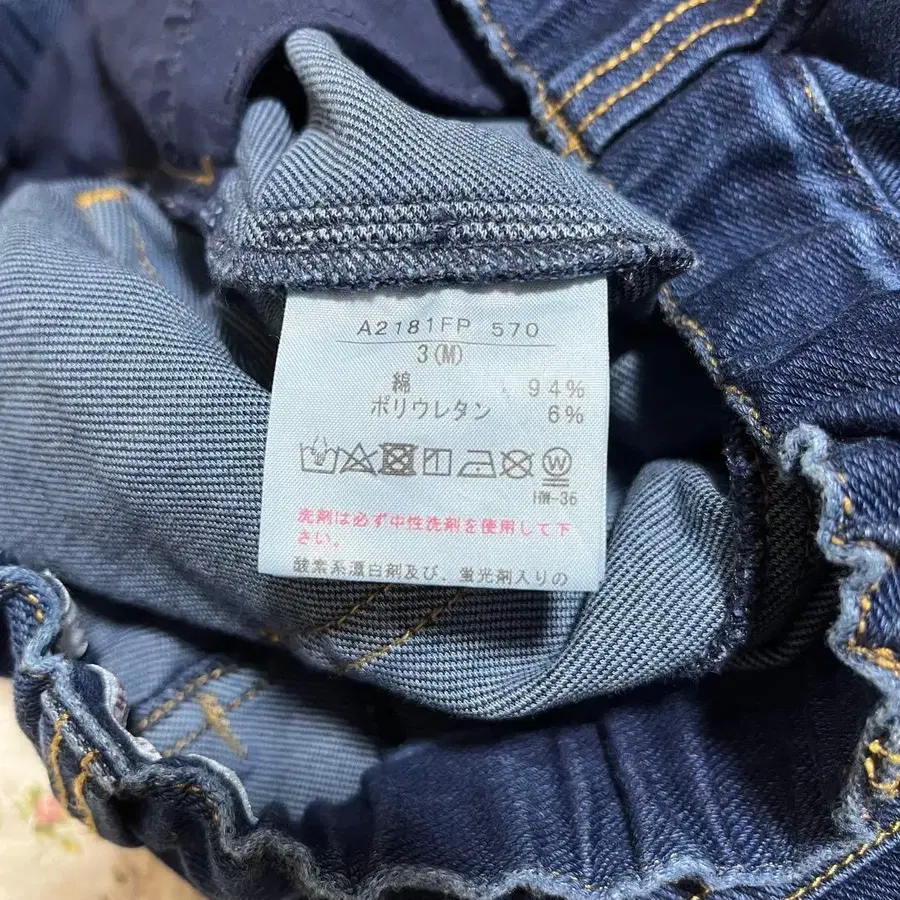 A2181FP 570
3(M)
綿 94%
ポリウレタン 6%
W
HW-36
洗剤は必ず中性洗剤を使用して下
さい。
酸素系漂白剤及び、蛍光剤入りの